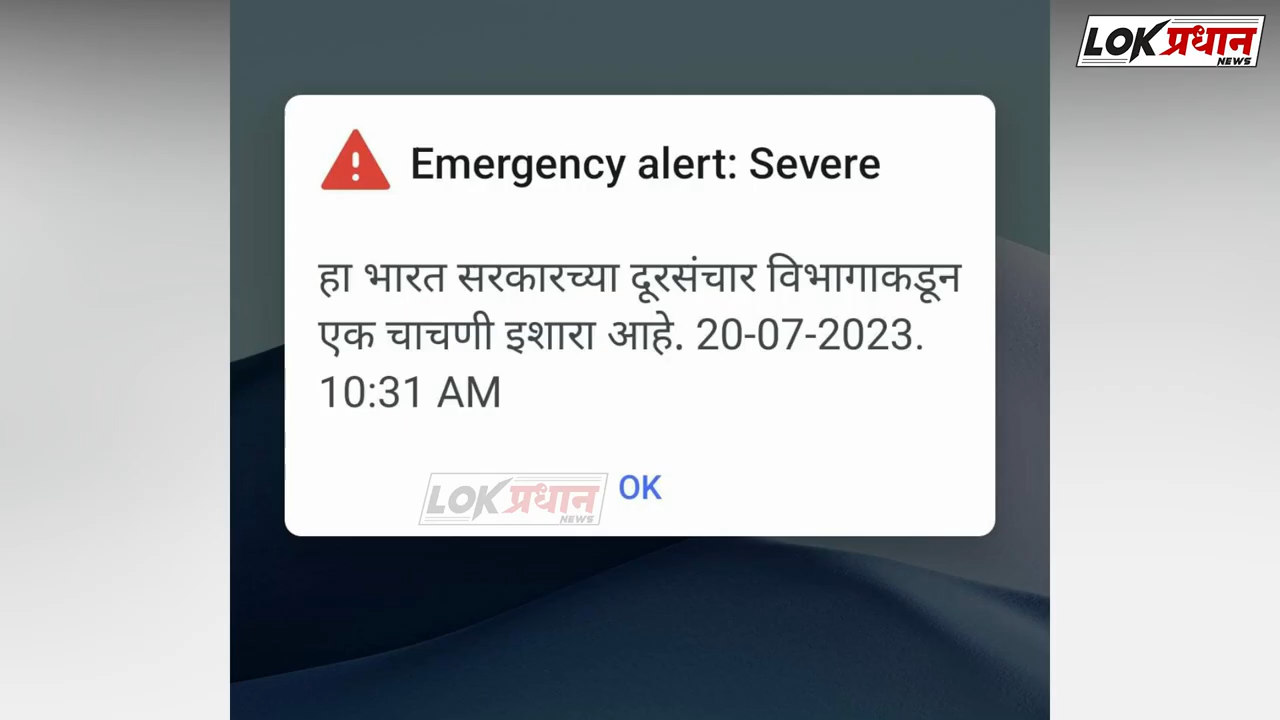 LOK प्रधान
NEWS
Emergency alert: Severe
हा भारत सरकारच्या दूरसंचार विभागाकडून
एक चाचणी इशारा आहे. 20-07-2023.
10:31 AM
OK
LOK प्रधान
NEWS